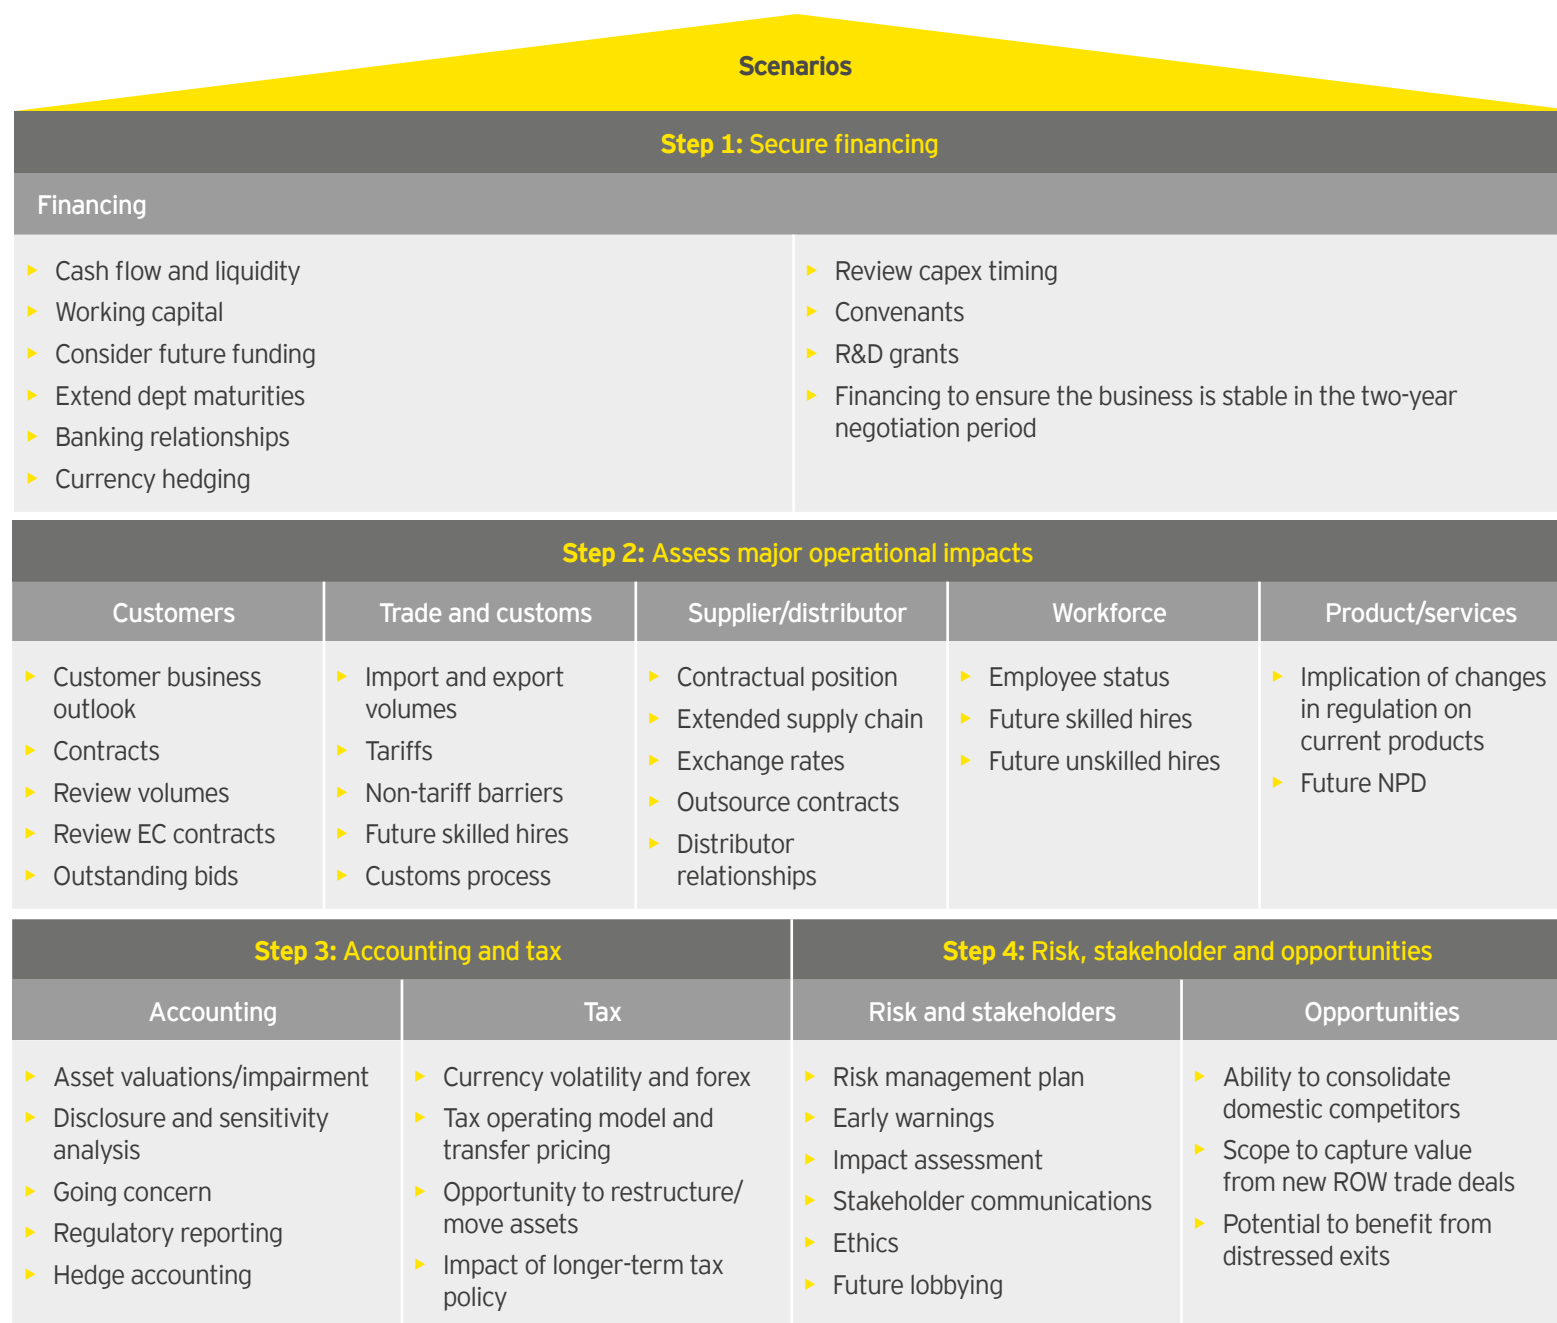 Scenarios
Step 1: Secure financing
Financing
Cash flow and liquidity
Working capital
Consider future funding
Extend dept maturities
Banking relationships
Currency hedging
Review capex timing
Convenants
R&D grants
Financing to ensure the business is stable in the two-year
negotiation period
Step 2: Assess major operational impacts
Customers
Customer business
outlook
Contracts
Review volumes
Review EC contracts
Outstanding bids
Trade and customs
Import and export
volumes
Tariffs
Non-tariff barriers
Future skilled hires
Customs process
Supplier/distributor
Contractual position
Extended supply chain
Exchange rates
Outsource contracts
Distributor
relationships
Workforce
Employee status
Future skilled hires
Future unskilled hires
Product/services
Implication of changes
in regulation on
current products
Future NPD
Step 3: Accounting and tax
Accounting
Asset valuations/impairment
Disclosure and sensitivity
analysis
Going concern
Regulatory reporting
Hedge accounting
Tax
Currency volatility and forex
Tax operating model and
transfer pricing
Opportunity to restructure/
move assets
Impact of longer-term tax
policy
Step 4: Risk, stakeholder and opportunities
Risk and stakeholders
Risk management plan
Early warnings
Impact assessment
Stakeholder communications
Ethics
Future lobbying
Opportunities
Ability to consolidate
domestic competitors
Scope to capture value
from new ROW trade deals
Potential to benefit from
distressed exits